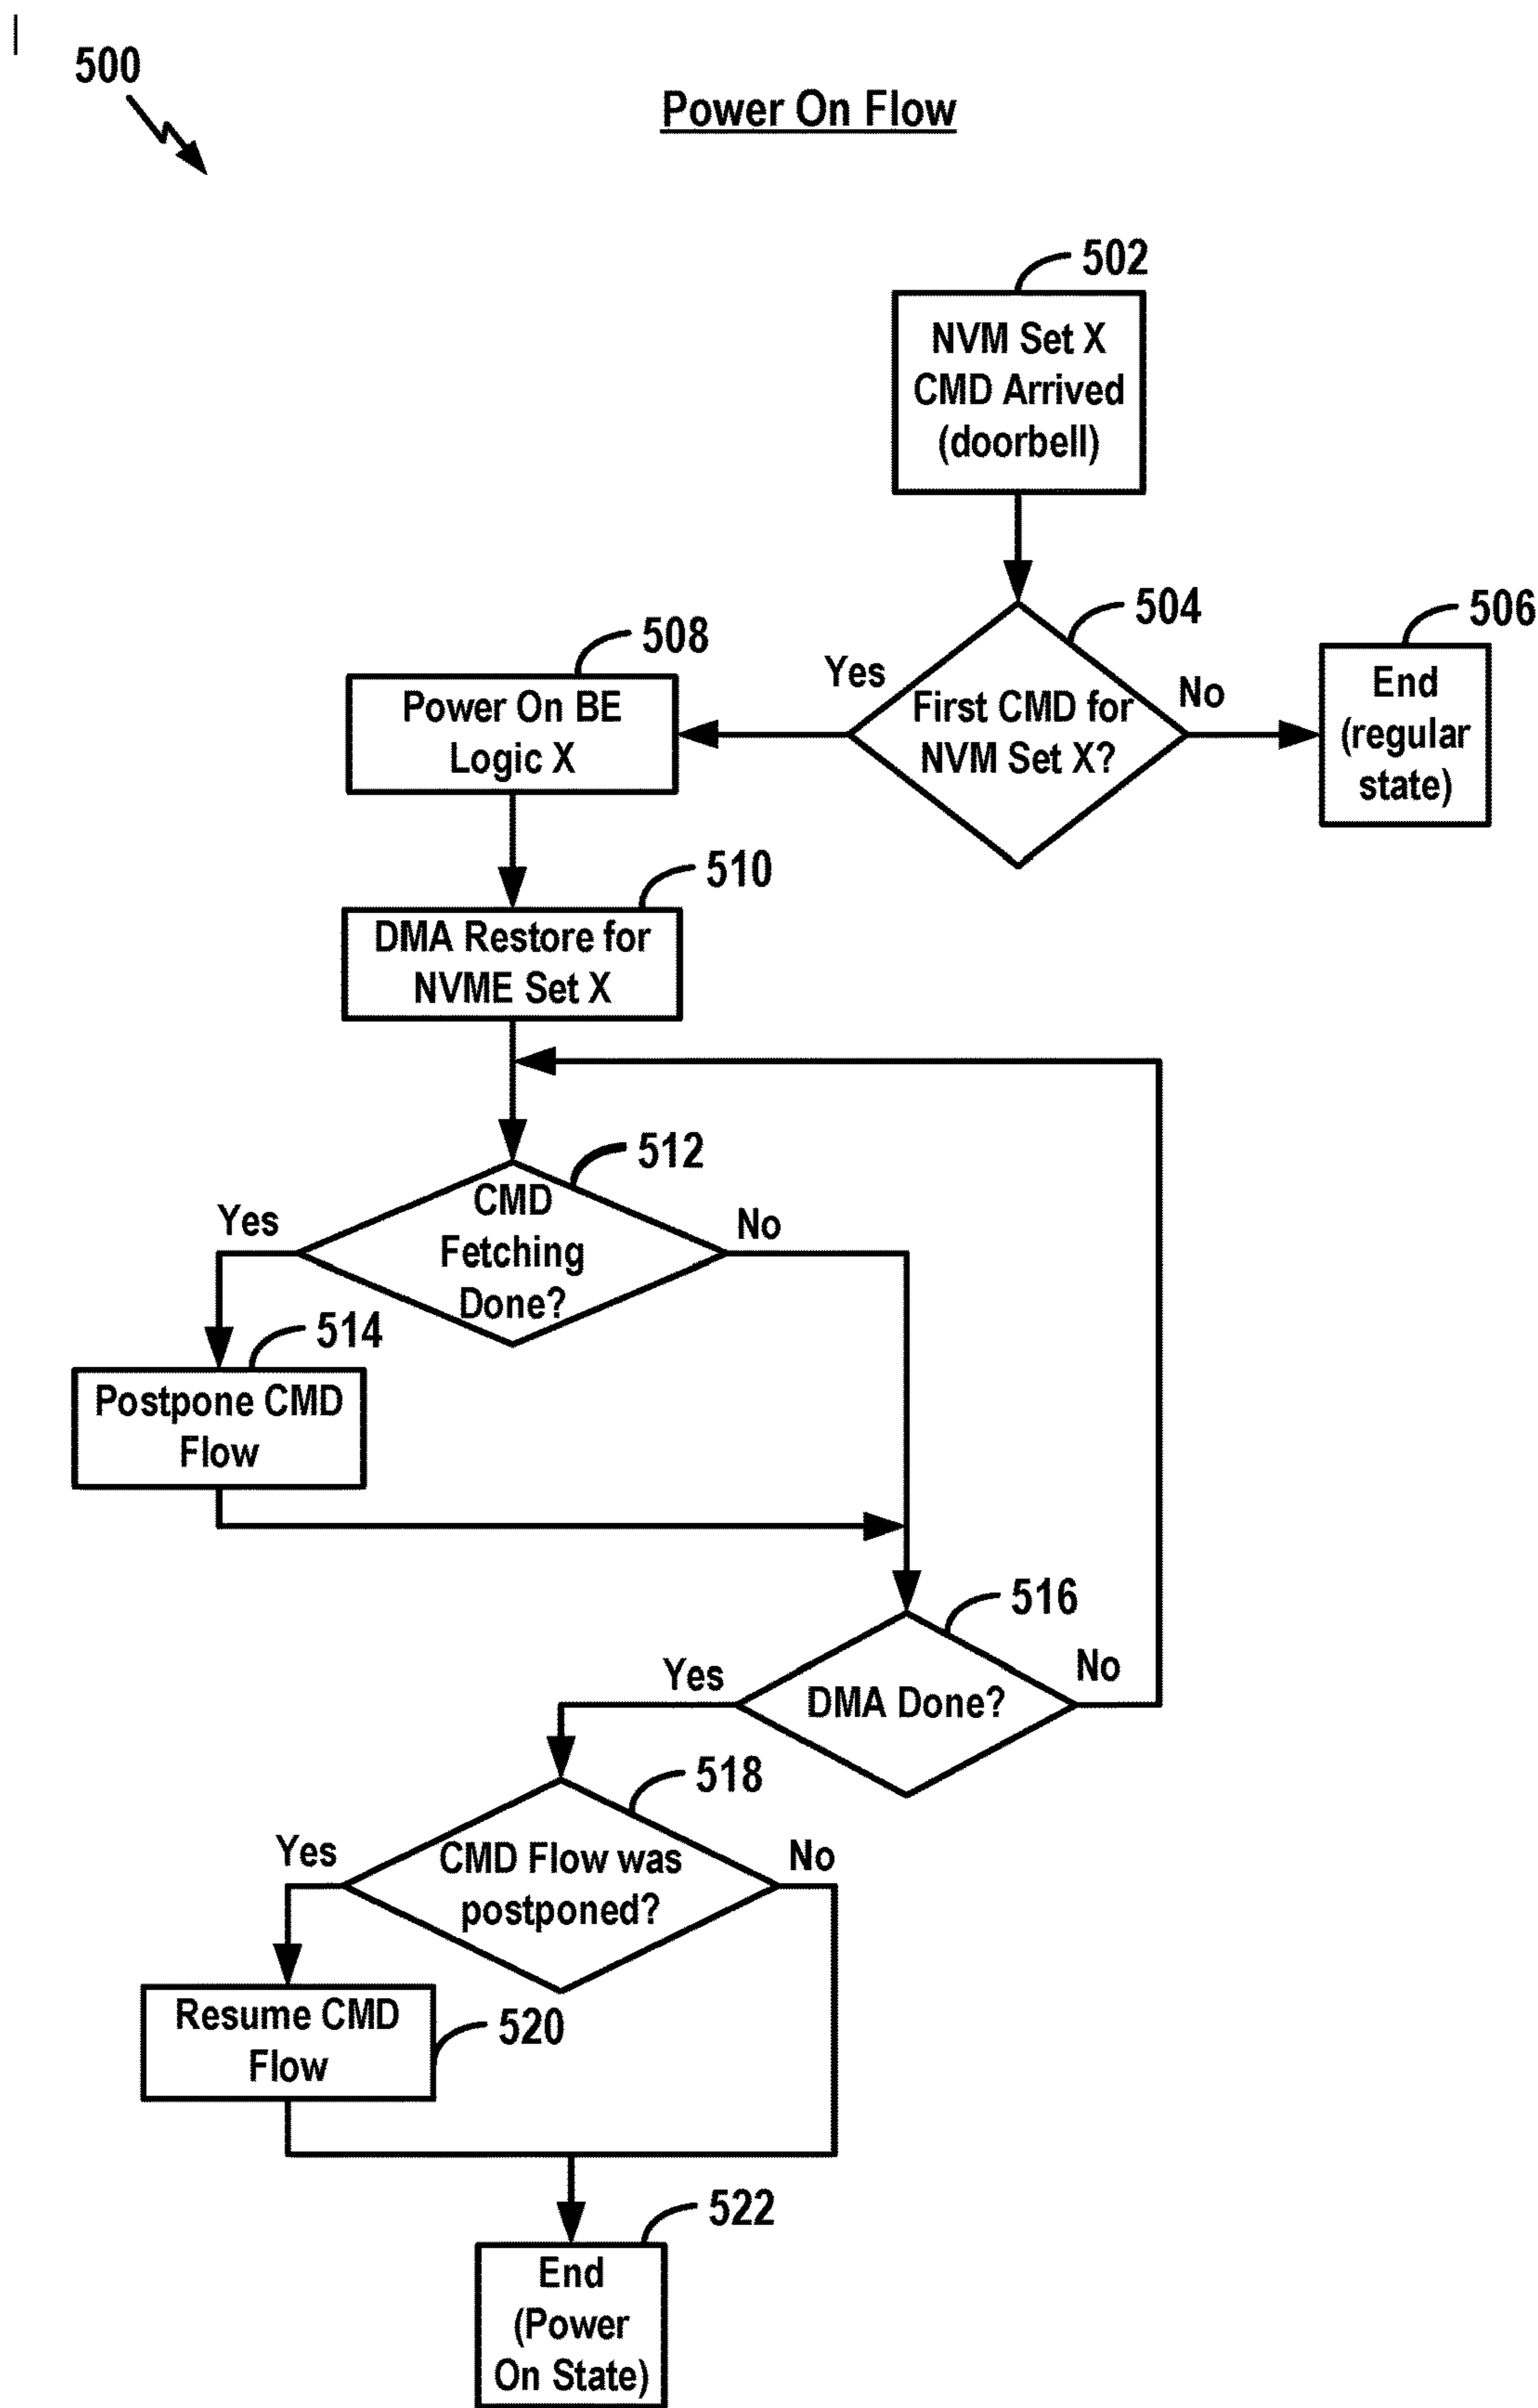 500
Power On Flow
502
NVM Set X
CMD Arrived
(doorbell)
504
First CMD for
NVM Set X?
Yes
No
506
End
(regular
state)
508
Power On BE
Logic X
510
DMA Restore for
NVME Set X
512
CMD
Fetching
Done?
Yes
No
514
Postpone CMD
Flow
516
DMA Done?
Yes
No
518
CMD Flow was
postponed?
Yes
No
Resume CMD
Flow
520
522
End
(Power
On State)